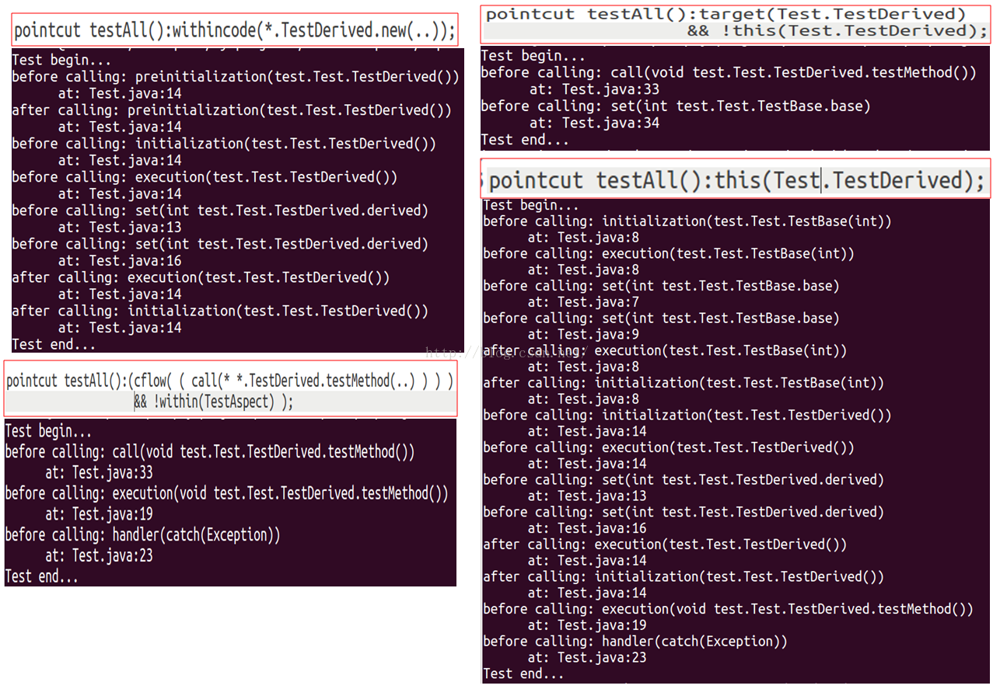 pointcut testAll():withincode(*.TestDerived.new(..));
Test begin...
before calling: preinitialization(test.Test.TestDerived())
at: Test.java:14
after calling: preinitialization(test.Test.TestDerived())
at: Test.java:14
before calling: initialization(test.Test.TestDerived())
at: Test.java:14
before calling: execution(test.Test.TestDerived())
at: Test.java:14
before calling: set(int test.Test.TestDerived.derived)
at: Test.java:13
before calling: set(int test.Test.TestDerived.derived)
at: Test.java:16
after calling: execution(test.Test.TestDerived())
at: Test.java:14
after calling: initialization(test.Test.TestDerived())
at: Test.java:14
Test end...
pointcut testAll():(cflow( ( call(* *.TestDerived.testMethod(..) ) ) )
&& !within(TestAspect) );
Test begin...
before calling: call(void test.Test.TestDerived.testMethod())
at: Test.java:33
before calling: execution(void test.Test.TestDerived.testMethod())
at: Test.java:19
before calling: handler(catch(Exception))
at: Test.java:23
Test end...
pointcut testAll():target(Test.TestDerived)
&& !this(Test.TestDerived);
Test begin...
before calling: call(void test.Test.TestDerived.testMethod())
at: Test.java:33
before calling: set(int test.Test.TestBase.base)
at: Test.java:34
Test end...
pointcut testAll():this(Test.TestDerived);
Test begin...
before calling: initialization(test.Test.TestBase(int))
at: Test.java:8
before calling: execution(test.Test.TestBase(int))
at: Test.java:8
before calling: set(int test.Test.TestBase.base)
at: Test.java:7
before calling: set(int test.Test.TestBase.base)
at: Test.java:9
after calling: execution(test.Test.TestBase(int))
at: Test.java:8
after calling: initialization(test.Test.TestBase(int))
at: Test.java:8
before calling: initialization(test.Test.TestDerived())
at: Test.java:14
before calling: execution(test.Test.TestDerived())
at: Test.java:14
before calling: set(int test.Test.TestDerived.derived)
at: Test.java:13
before calling: set(int test.Test.TestDerived.derived)
at: Test.java:16
after calling: execution(test.Test.TestDerived())
at: Test.java:14
after calling: initialization(test.Test.TestDerived())
at: Test.java:14
before calling: execution(void test.Test.TestDerived.testMethod())
at: Test.java:19
before calling: handler(catch(Exception))
at: Test.java:23
Test end...
http://blog.csdn.net/